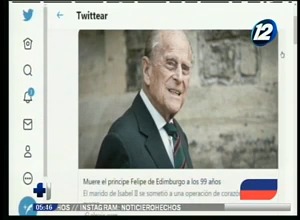 Twittear
12
Muere el príncipe Felipe de Edimburgo a los 99 años
El marido de Isabel II se sometió a una operación de corazón
05:46
HOS // INSTAGRAM: NOTICIEROHECHOS